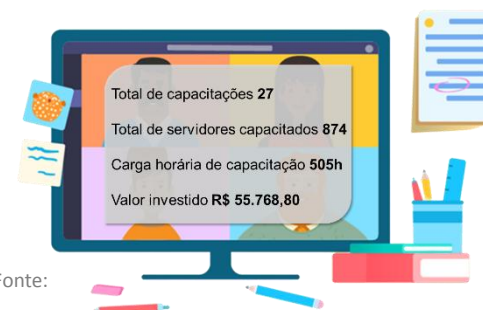 Total de capacitações 27
Total de servidores capacitados 874
Carga horária de capacitação 505h
Valor investido R$ 55.768,80
Fonte: